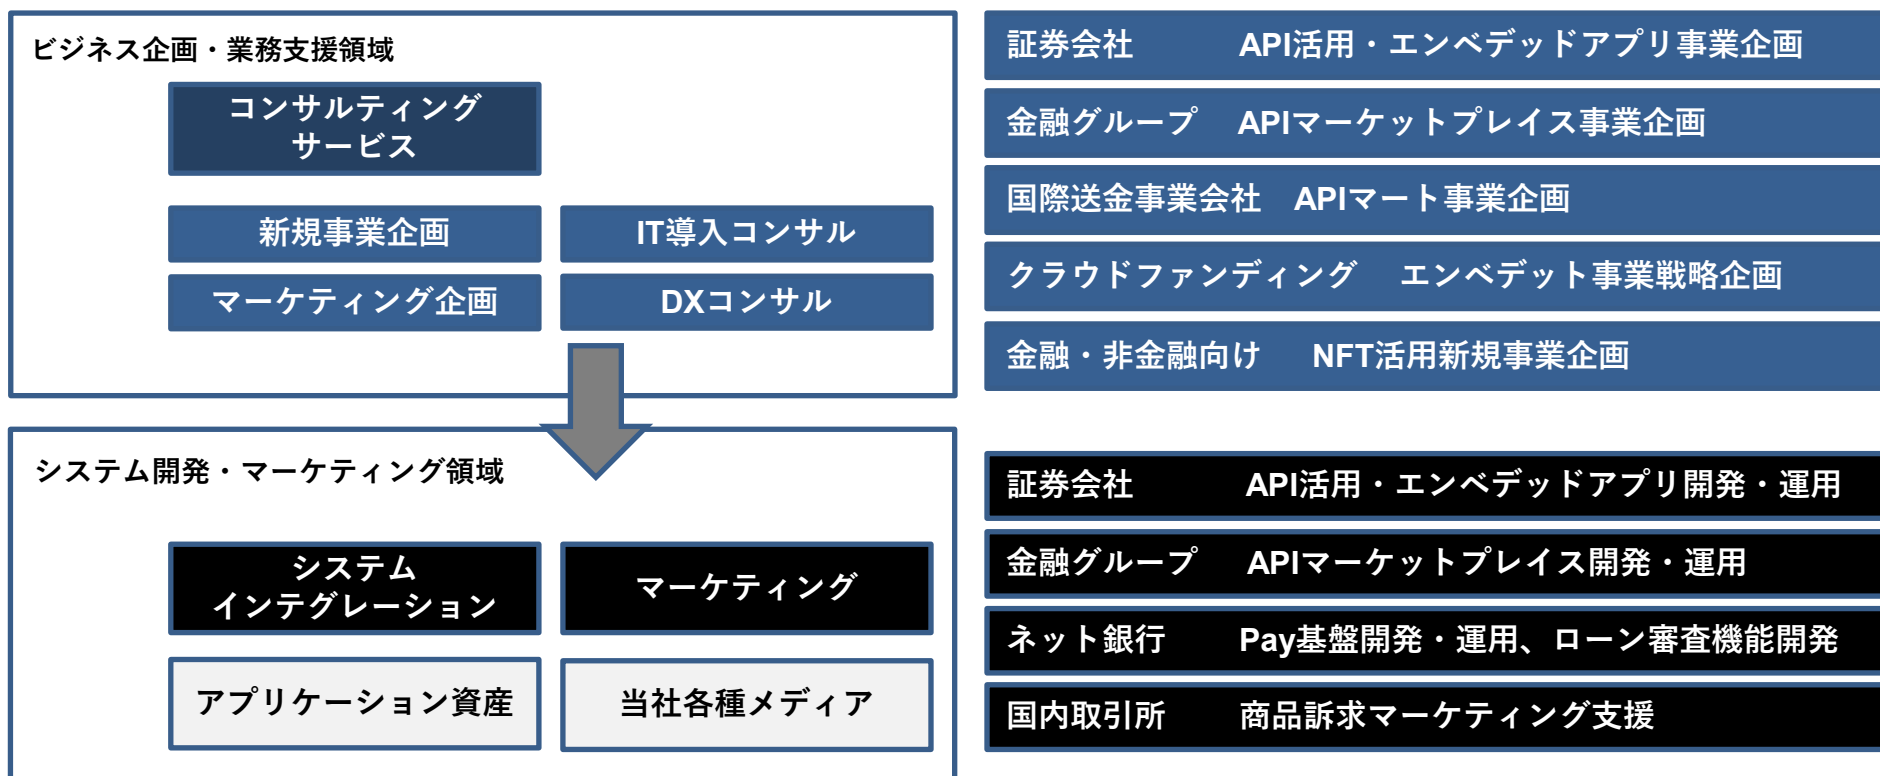 ビジネス企画・業務支援領域
コンサルティング
サービス
新規事業企画
IT導入コンサル
マーケティング企画
DXコンサル
証券会社 API活用・エンベデッドアプリ事業企画
金融グループ APIマーケットプレイス事業企画
国際送金事業会社 APIマート事業企画
クラウドファンディング エンベデット事業戦略企画
金融・非金融向け NFT活用新規事業企画
システム開発・マーケティング領域
システム
インテグレーション
マーケティング
アプリケーション資産
当社各種メディア
証券会社 API活用・エンベデッドアプリ開発・運用
金融グループ APIマーケットプレイス開発・運用
ネット銀行 Pay基盤開発・運用、ローン審査機能開発
国内取引所 商品訴求マーケティング支援